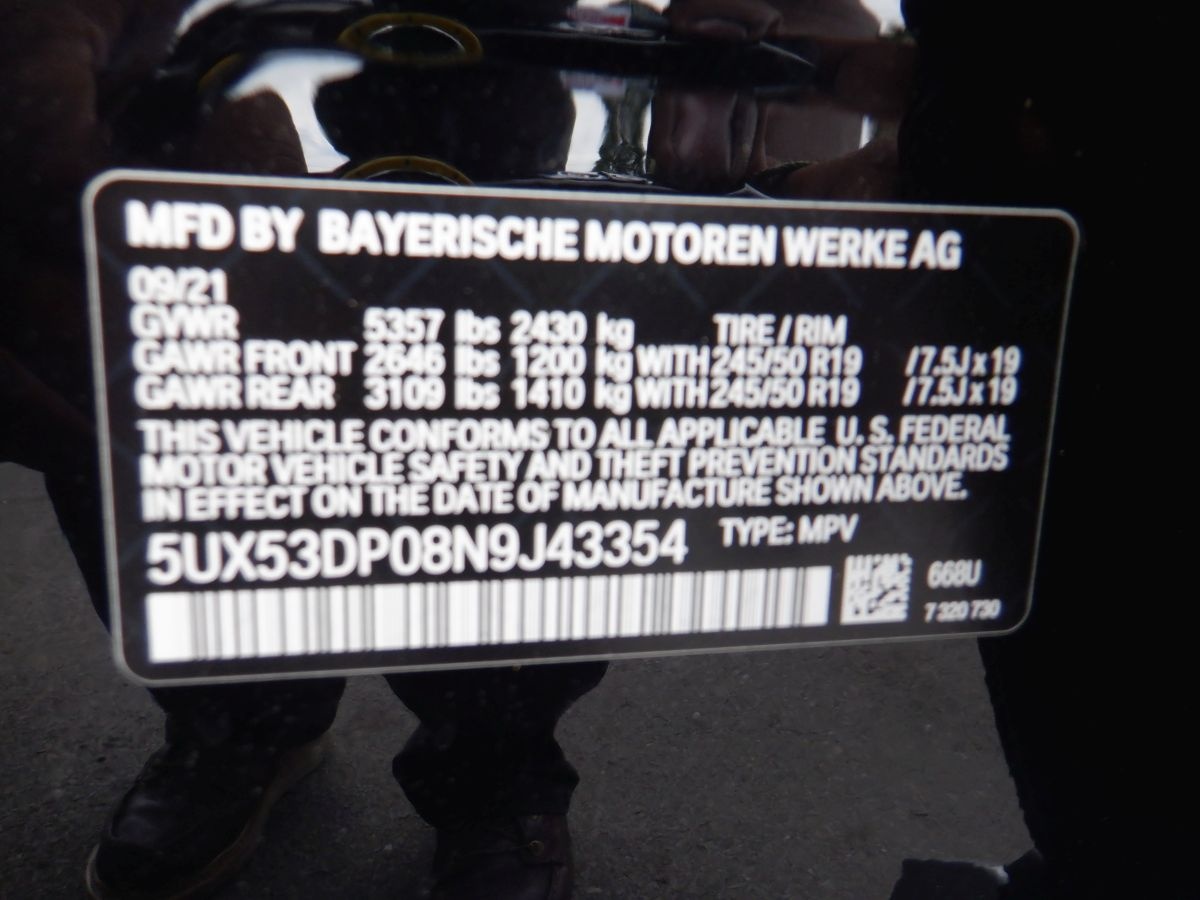 MFD BY BAYERISCHE MOTOREN WERKE AG
09/21
GVWR 5357 lbs 2430 kg TIRE / RIM
GAWR FRONT 2646 lbs 1200 kg WITH 245/50 R19 /7.5J x 19
GAWR REAR 3109 lbs 1410 kg WITH 245/50 R19 /7.5J x 19
THIS VEHICLE CONFORMS TO ALL APPLICABLE U. S. FEDERAL
MOTOR VEHICLE SAFETY AND THEFT PREVENTION STANDARDS
IN EFFECT ON THE DATE OF MANUFACTURE SHOWN ABOVE.
5UX53DP08N9J43354 TYPE: MPV
668U
7 320 730